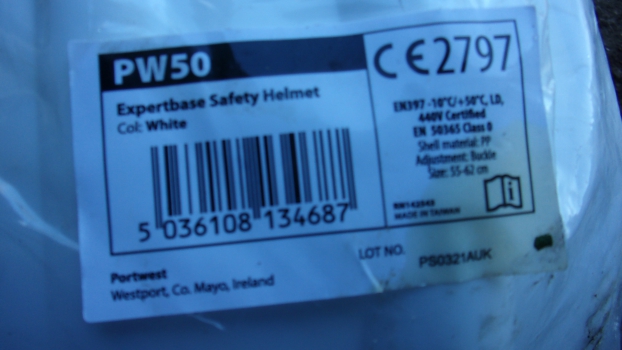 PW50
Expertbase Safety Helmet
Col: White
5 036108 134687
CE2797
EN397 -10°C/+50°C, LD,
440V Certified
EN 50365 Class 0
Shell material: PP
Adjustment: Buckle
Size: 55-62 cm
MADE IN TAIWAN
LOT NO. PS0321AUK
Portwest
Westport, Co. Mayo, Ireland